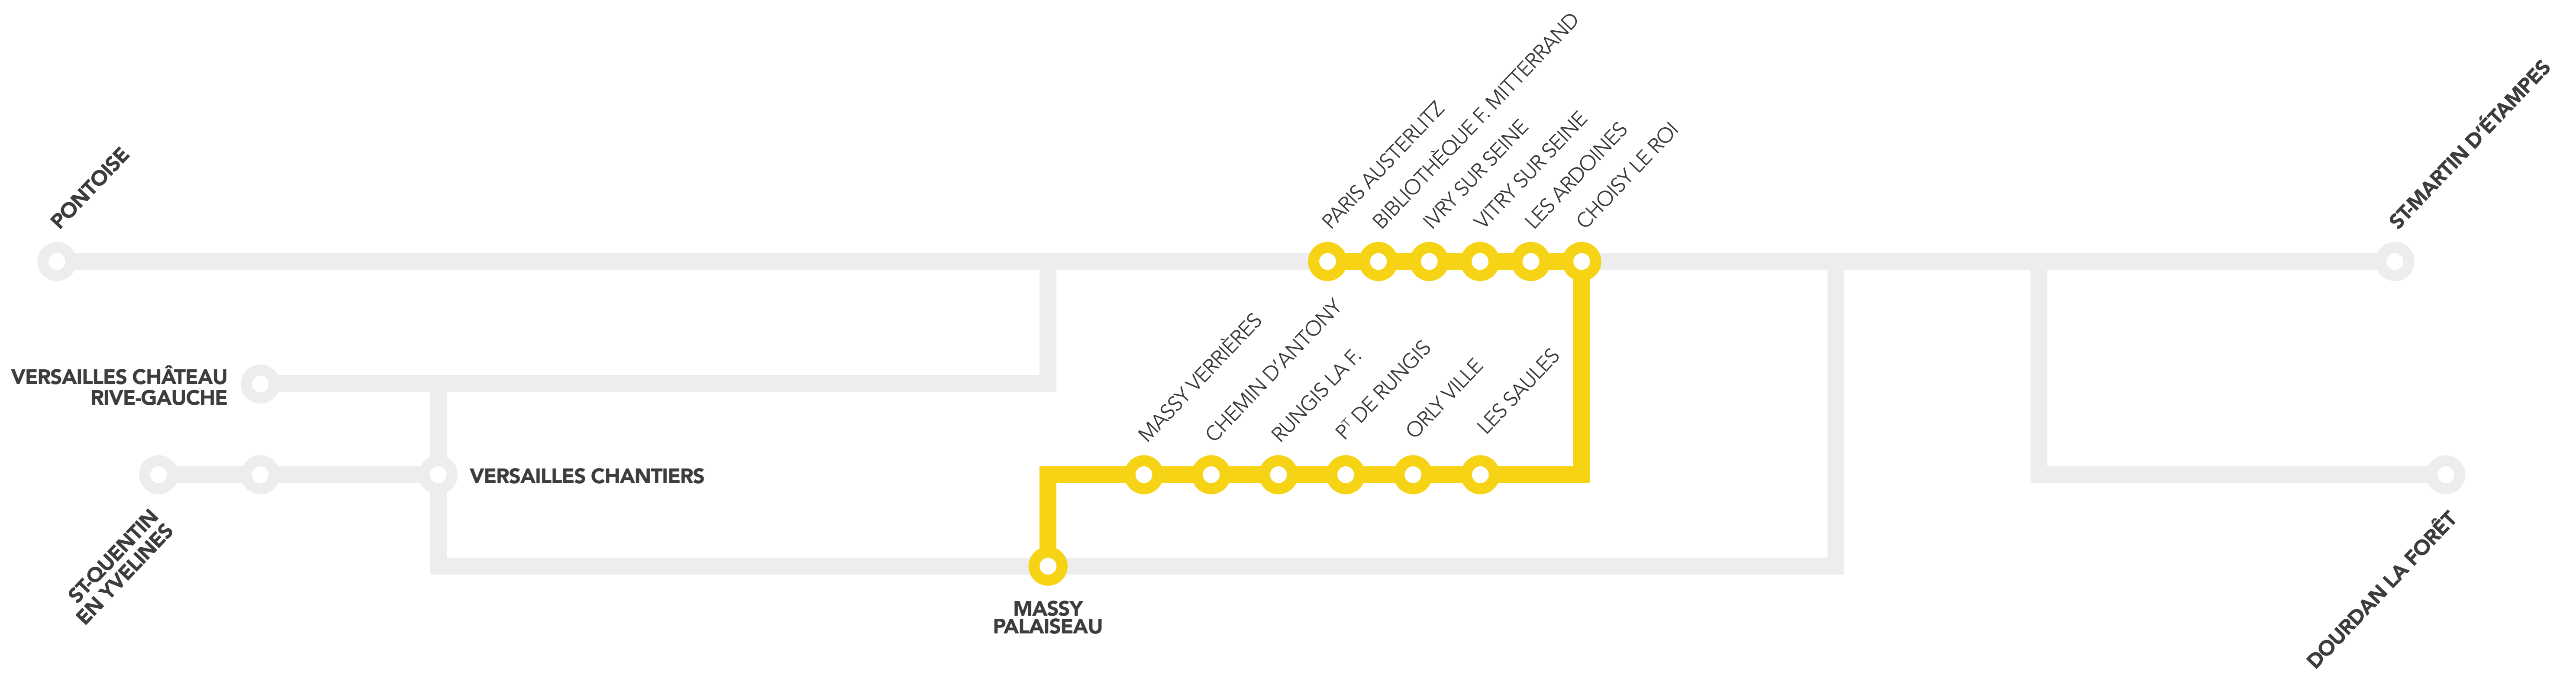 PONTOISE
PARIS AUSTERLITZ
BIBLIOTHÈQUE F. MITTERRAND
IVRY SUR SEINE
VITRY SUR SEINE
LES ARDOINES
CHOISY LE ROI
ST-MARTIN D'ÉTAMPES
VERSAILLES CHÂTEAU
RIVE-GAUCHE
MASSY VERRIÈRES
CHEMIN D'ANTONY
RUNGIS LA F.
PT DE RUNGIS
ORLY VILLE
LES SAULES
VERSAILLES CHANTIERS
ST-QUENTIN
EN YVELINES
MASSY
PALAISEAU
DOURDAN LA FORÊT